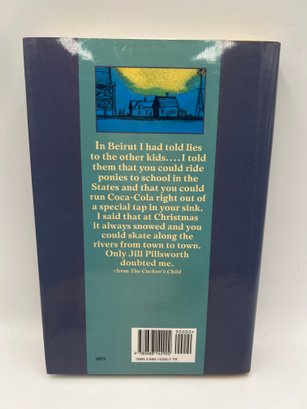 In Beirut I had told lies
to the other kids....I told
them that you could ride
ponies to school in the
States and that you could
run Coca-Cola right out of
a special tap in your sink.
I said that at Christmas
it always snowed and you
could skate along the
rivers from town to town.
Only Jill Pillsworth
doubted me.
—from The Cuckoo's Child
90000>